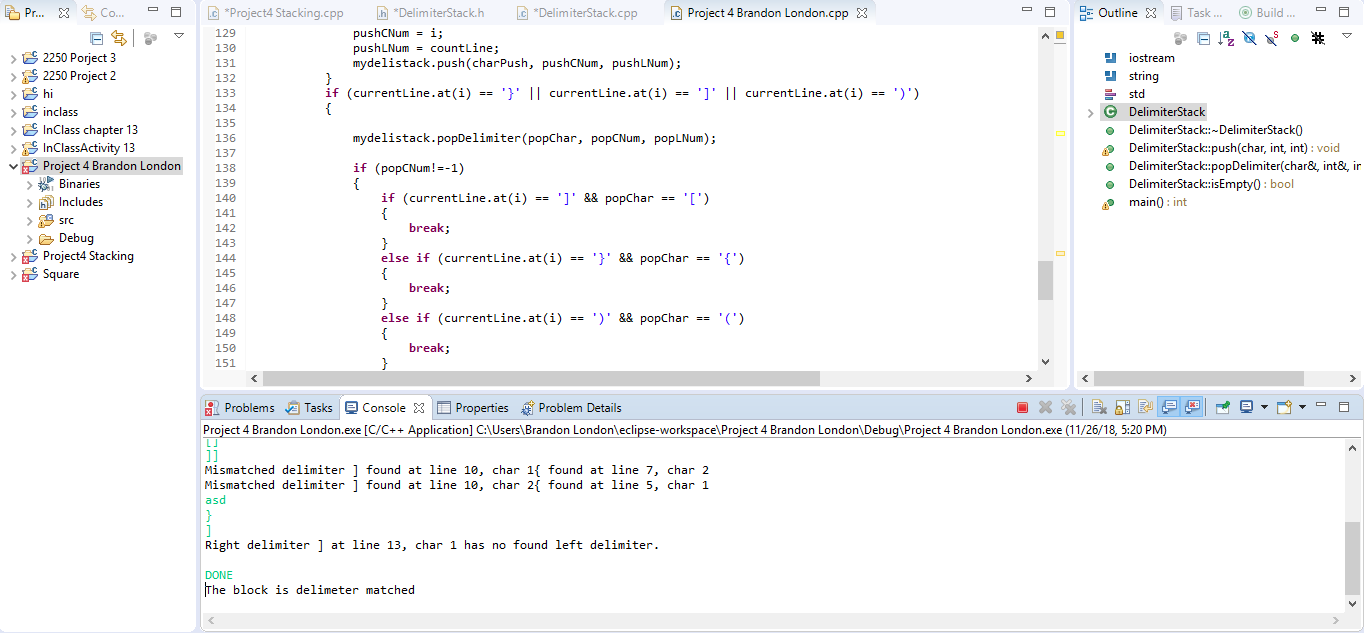 Pr...
Co...
2250 Porject 3
2250 Project 2
hi
inclass
InClass chapter 13
InClassActivity 13
Project 4 Brandon London
Binaries
Includes
src
Debug
Project4 Stacking
Square
*Project4 Stacking.cpp
*DelimiterStack.h
*DelimiterStack.cpp
Project 4 Brandon London.cpp
129 pushCNum = i;
130 pushLNum = countLine;
131 mydelistack.push(charPush, pushCNum, pushLNum);
132 }
133 if (currentLine.at(i) == '}' || currentLine.at(i) == ']' || currentLine.at(i) == ')')
134 {
135
136 mydelistack.popDelimiter(popChar, popCNum, popLNum);
137
138 if (popCNum!=-1)
139 {
140 if (currentLine.at(i) == ']' && popChar == '[')
141 {
142 break;
143 }
144 else if (currentLine.at(i) == '}' && popChar == '{')
145 {
146 break;
147 }
148 else if (currentLine.at(i) == ')' && popChar == '(')
149 {
150 break;
151 }
Outline
Task ...
Build ...
iostream
string
std
DelimiterStack
DelimiterStack::~DelimiterStack()
DelimiterStack::push(char, int, int) : void
DelimiterStack::popDelimiter(char&, int&, in
DelimiterStack::isEmpty() : bool
main() : int
Problems
Tasks
Console
Properties
Problem Details
Project 4 Brandon London.exe [C/C++ Application] C:\Users\Brandon London\eclipse-workspace\Project 4 Brandon London\Debug\Project 4 Brandon London.exe (11/26/18, 5:20 PM)
]]
Mismatched delimiter ] found at line 10, char 1{ found at line 7, char 2
Mismatched delimiter ] found at line 10, char 2{ found at line 5, char 1
asd
}
]
Right delimiter ] at line 13, char 1 has no found left delimiter.
DONE
The block is delimeter matched